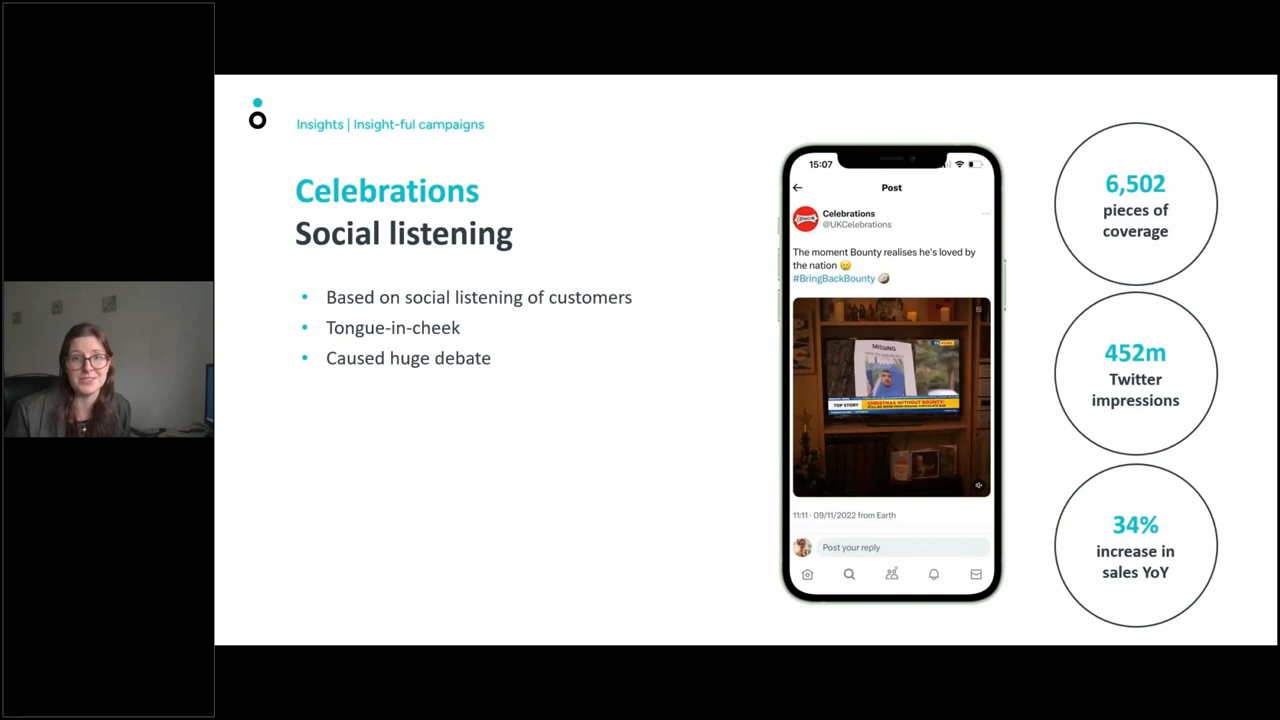 Insights | Insight-ful campaigns
Celebrations
Social listening
• Based on social listening of customers
• Tongue-in-cheek
• Caused huge debate
15:07
Post
Celebrations
@UKCelebrations
The moment Bounty realises he's loved by
the nation 🥹
#BringBackBounty 🥥
MISSING
TOP STORY
CHRISTMAS WITHOUT BOUNTY:
11:11 · 09/11/2022 from Earth
Post your reply
6,502
pieces of
coverage
452m
Twitter
impressions
34%
increase in
sales YoY